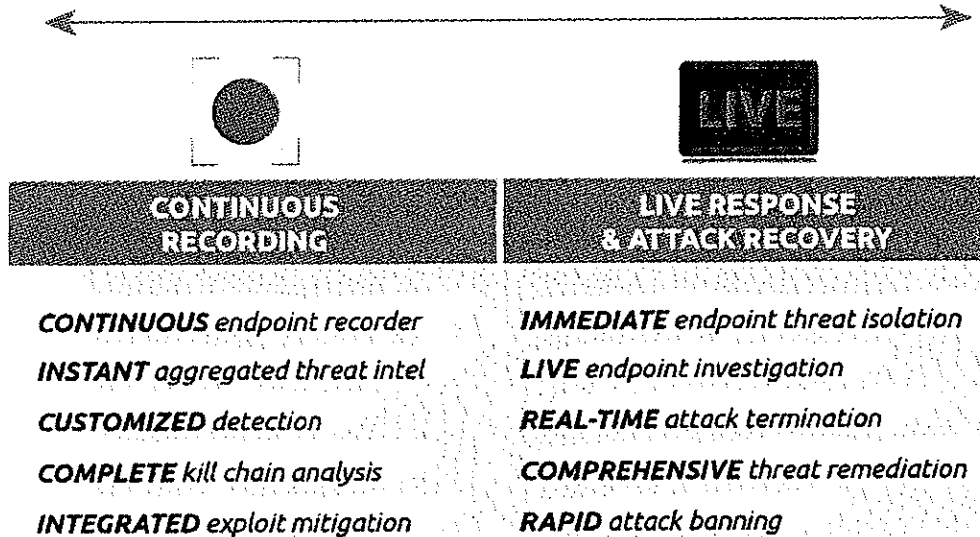 LIVE
CONTINUOUS
RECORDING
LIVE RESPONSE
& ATTACK RECOVERY
CONTINUOUS endpoint recorder
INSTANT aggregated threat intel
CUSTOMIZED detection
COMPLETE kill chain analysis
INTEGRATED exploit mitigation
IMMEDIATE endpoint threat isolation
LIVE endpoint investigation
REAL-TIME attack termination
COMPREHENSIVE threat remediation
RAPID attack banning